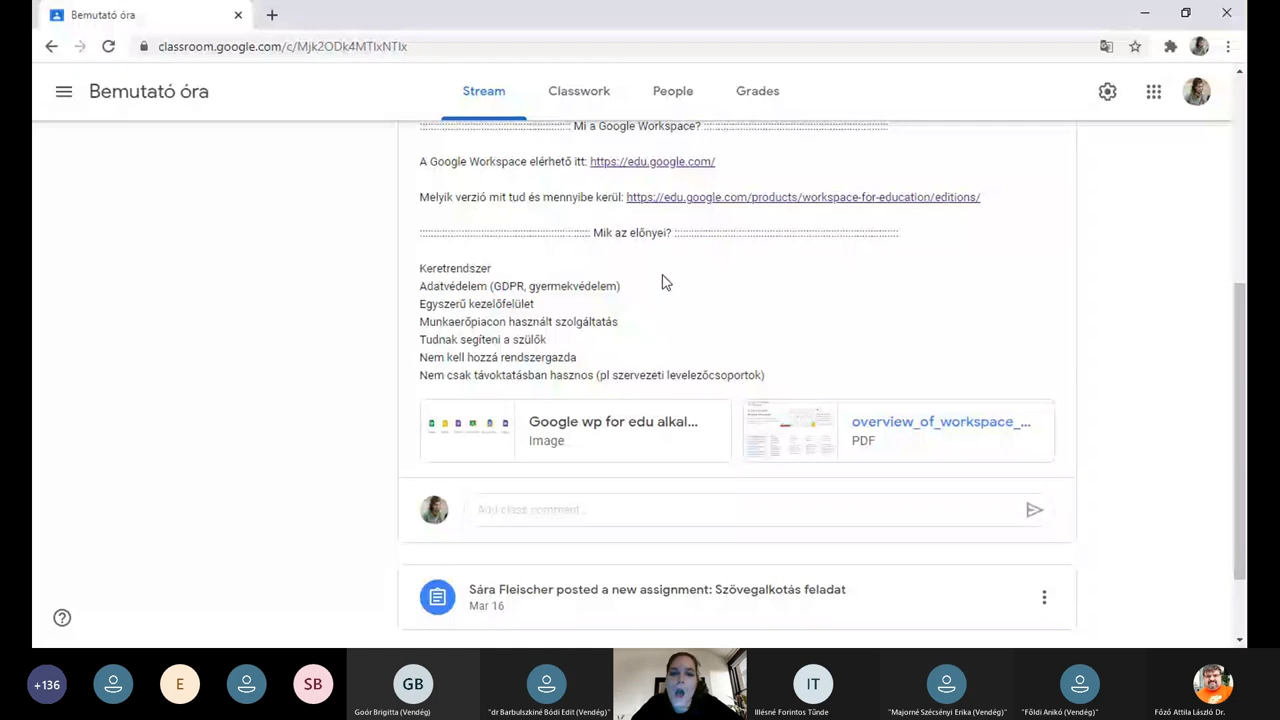 Bemutató óra
classroom.google.com/c/Mjk2ODk4MTIxNTIx
Bemutató óra
Stream
Classwork
People
Grades
Mi a Google Workspace?
A Google Workspace elérhető itt: https://edu.google.com/
Melyik verzió mit tud és mennyibe kerül: https://edu.google.com/products/workspace-for-education/editions/
Mik az előnyei?
Keretrendszer
Adatvédelem (GDPR, gyermekvédelem)
Egyszerű kezelőfelület
Munkaerőpiacon használt szolgáltatás
Tudnak segíteni a szülők
Nem kell hozzá rendszergazda
Nem csak távoktatásban hasznos (pl szervezeti levelezőcsoportok)
Google wp for edu alkal...
Image
overview_of_workspace_...
PDF
Add class comment...
Sára Fleischer posted a new assignment: Szövegalkotás feladat
Mar 16
+136
E
SB
GB
IT
Goór Brigitta (Vendég)
"dr Barbulszkiné Bódi Edit (Vendég)"
Illésné Forintos Tünde
"Majorné Szécsényi Erika (Vendég)"
"Földi Anikó (Vendég)"
Főző Attila László Dr.